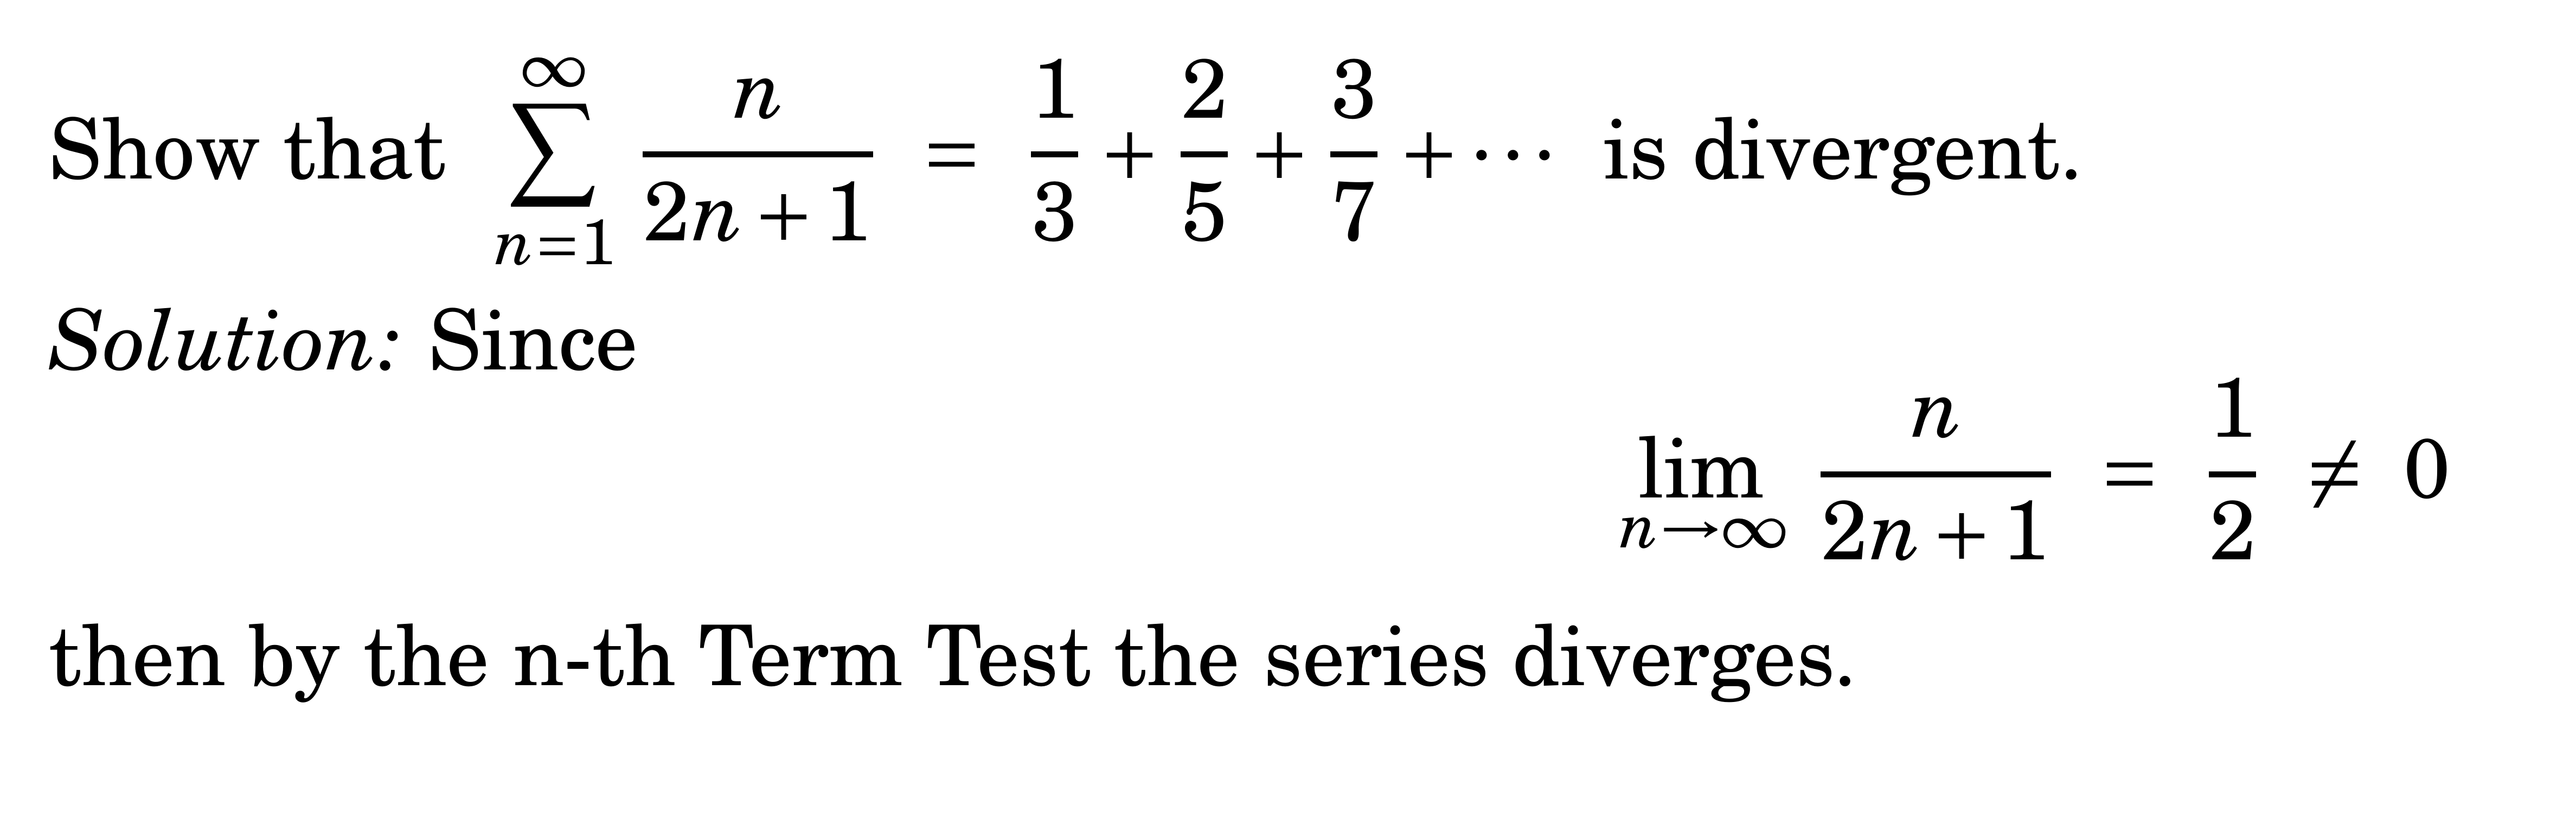 Show that $\sum_{n=1}^{\infty} \frac{n}{2n+1} = \frac{1}{3} + \frac{2}{5} + \frac{3}{7} + \cdots$ is divergent.
Solution: Since
$\lim_{n \to \infty} \frac{n}{2n+1} = \frac{1}{2} \neq 0$
then by the n-th Term Test the series diverges.